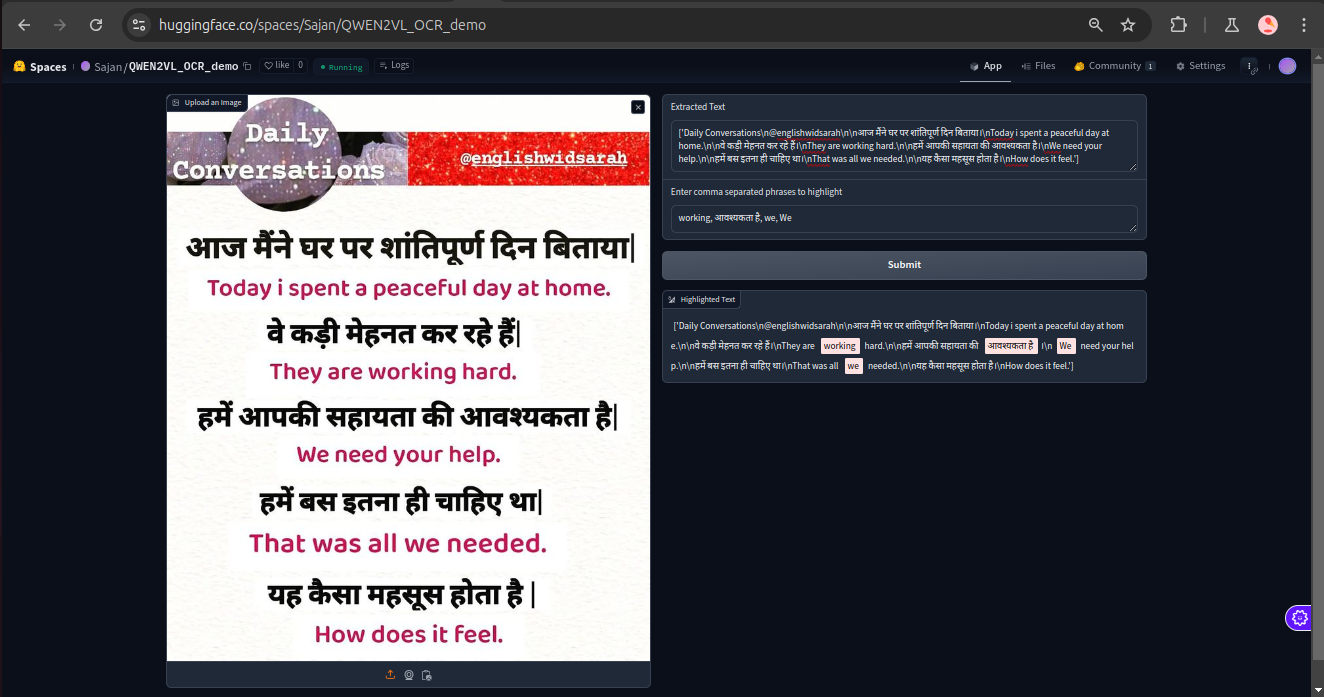 huggingface.co/spaces/Sajan/QWEN2VL_OCR_demo
Spaces Sajan/QWEN2VL_OCR_demo like 0 Running Logs App Files Community 1 Settings
Upload an Image
Daily
Conversations
@englishwidsarah
आज मैंने घर पर शांतिपूर्ण दिन बिताया|
Today i spent a peaceful day at home.
वे कड़ी मेहनत कर रहे हैं|
They are working hard.
हमें आपकी सहायता की आवश्यकता है|
We need your help.
हमें बस इतना ही चाहिए था|
That was all we needed.
यह कैसा महसूस होता है |
How does it feel.
Extracted Text
['Daily Conversations\n@englishwidsarah\n\nआज मैंने घर पर शांतिपूर्ण दिन बिताया।\nToday i spent a peaceful day at
home.\n\nवे कड़ी मेहनत कर रहे हैं।\nThey are working hard.\n\nहमें आपकी सहायता की आवश्यकता है।\nWe need your
help.\n\nहमें बस इतना ही चाहिए था।\nThat was all we needed.\n\nयह कैसा महसूस होता है।\nHow does it feel.']
Enter comma separated phrases to highlight
working, आवश्यकता है, we, We
Submit
Highlighted Text
['Daily Conversations\n@englishwidsarah\n\nआज मैंने घर पर शांतिपूर्ण दिन बिताया।\nToday i spent a peaceful day at hom
e.\n\nवे कड़ी मेहनत कर रहे हैं।\nThey are working hard.\n\nहमें आपकी सहायता की आवश्यकता है ।\n We need your hel
p.\n\nहमें बस इतना ही चाहिए था।\nThat was all we needed.\n\nयह कैसा महसूस होता है।\nHow does it feel.']